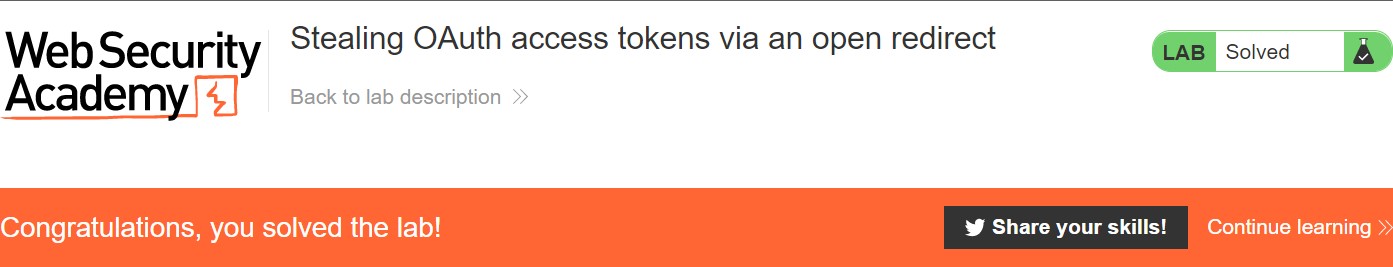 Web Security
Academy
Stealing OAuth access tokens via an open redirect
Back to lab description
LAB Solved
Congratulations, you solved the lab!
Share your skills!
Continue learning